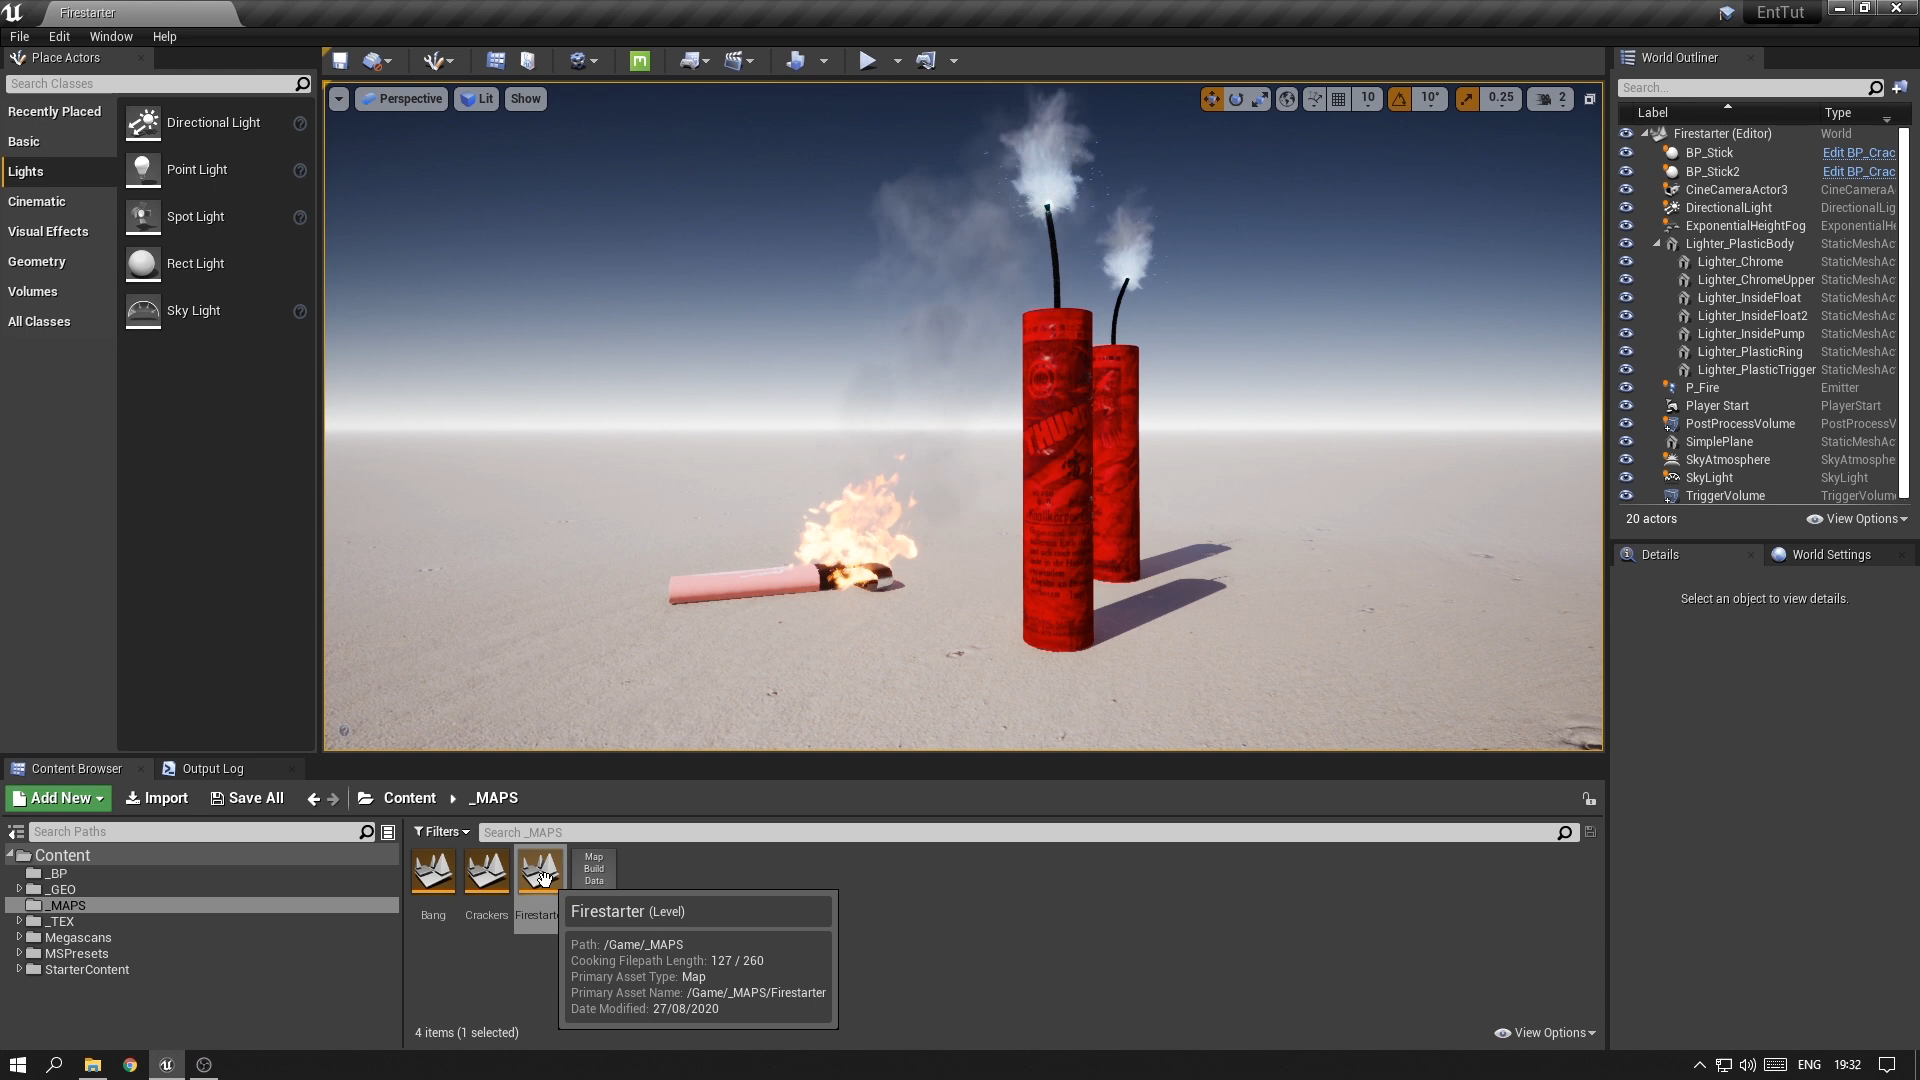 Firestarter
EntTut
File Edit Window Help
Place Actors
Search Classes
Recently Placed
Basic
Lights
Cinematic
Visual Effects
Geometry
Volumes
All Classes
Directional Light
Point Light
Spot Light
Rect Light
Sky Light
Perspective
Lit
Show
10
10°
0.25
2
THUN
World Outliner
Search...
Label Type
Firestarter (Editor) World
BP_Stick Edit BP_Crac
BP_Stick2 Edit BP_Crac
CineCameraActor3 CineCameraA
DirectionalLight DirectionalLig
ExponentialHeightFog ExponentialHe
Lighter_PlasticBody StaticMeshAc
Lighter_Chrome StaticMeshAc
Lighter_ChromeUpper StaticMeshAc
Lighter_InsideFloat StaticMeshAc
Lighter_InsideFloat2 StaticMeshAc
Lighter_InsidePump StaticMeshAc
Lighter_PlasticRing StaticMeshAc
Lighter_PlasticTrigger StaticMeshAc
P_Fire Emitter
Player Start PlayerStart
PostProcessVolume PostProcessV
SimplePlane StaticMeshAc
SkyAtmosphere SkyAtmosphe
SkyLight SkyLight
TriggerVolume TriggerVolum
20 actors
View Options
Details
World Settings
Select an object to view details.
Content Browser
Output Log
Add New
Import
Save All
Content
_MAPS
Search Paths
Filters
Search _MAPS
Content
_BP
_GEO
_MAPS
_TEX
Megascans
MSPresets
StarterContent
Map
Build
Data
Bang
Crackers
Firestarte
Firestarter (Level)
Path: /Game/_MAPS
Cooking Filepath Length: 127 / 260
Primary Asset Type: Map
Primary Asset Name: /Game/_MAPS/Firestarter
Date Modified: 27/08/2020
4 items (1 selected)
View Options
ENG
19:32